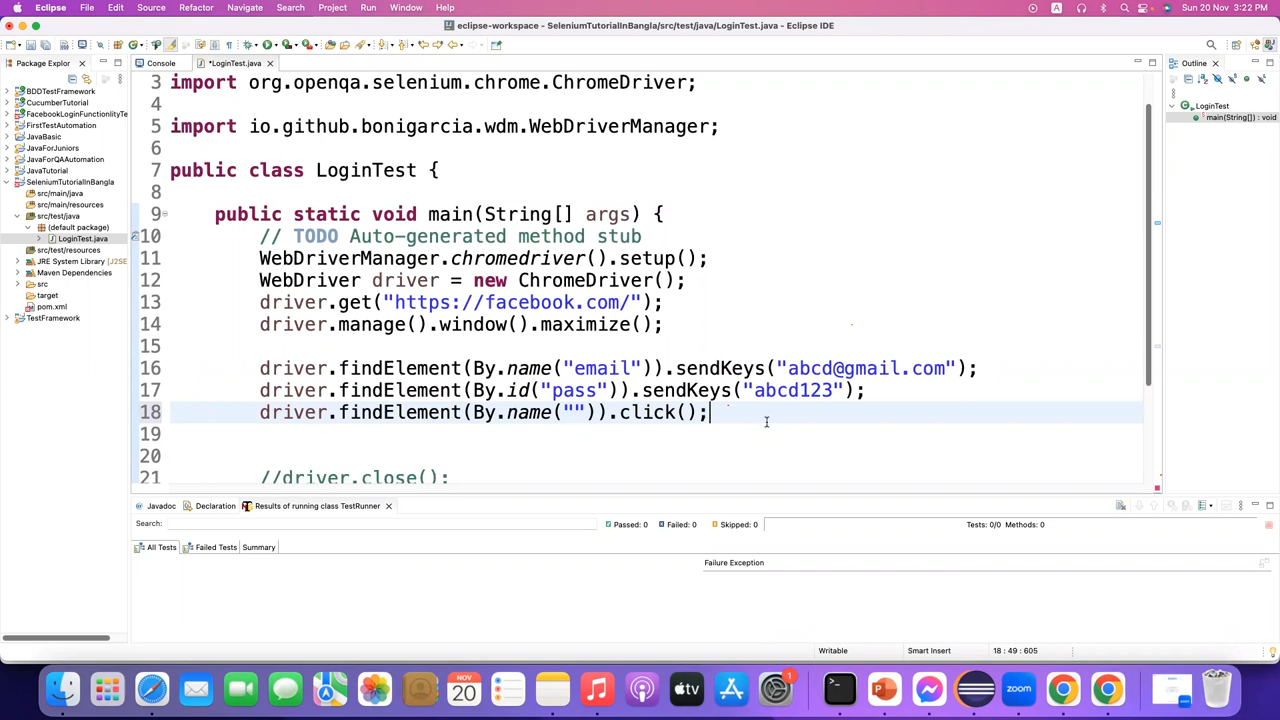 Eclipse File Edit Source Refactor Navigate Search Project Run Window Help Sun 20 Nov 3:22 PM
eclipse-workspace - SeleniumTutorialInBangla/src/test/java/LoginTest.java - Eclipse IDE
Package Explorer
Console
*LoginTest.java
Outline
BDDTestFramework
CucumberTutorial
FacebookLoginFunctionlityTe
FirstTestAutomation
JavaBasic
JavaForJuniors
JavaForQAAutomation
JavaTutorial
SeleniumTutorialInBangla
src/main/java
src/main/resources
src/test/java
(default package)
LoginTest.java
src/test/resources
JRE System Library [J2SE
Maven Dependencies
src
target
pom.xml
TestFramework
3 import org.openqa.selenium.chrome.ChromeDriver;
4
5 import io.github.bonigarcia.wdm.WebDriverManager;
6
7 public class LoginTest {
8
9 public static void main(String[] args) {
10 // TODO Auto-generated method stub
11 WebDriverManager.chromedriver().setup();
12 WebDriver driver = new ChromeDriver();
13 driver.get("https://facebook.com/");
14 driver.manage().window().maximize();
15
16 driver.findElement(By.name("email")).sendKeys("abcd@gmail.com");
17 driver.findElement(By.id("pass")).sendKeys("abcd123");
18 driver.findElement(By.name("")).click();
19
20
21 //driver.close();
LoginTest
main(String[]) : void
Javadoc Declaration Results of running class TestRunner
Search: Passed: 0 Failed: 0 Skipped: 0 Tests: 0/0 Methods: 0
All Tests Failed Tests Summary
Failure Exception
Writable Smart Insert 18 : 49 : 605
NOV
20
tv
1
zoom